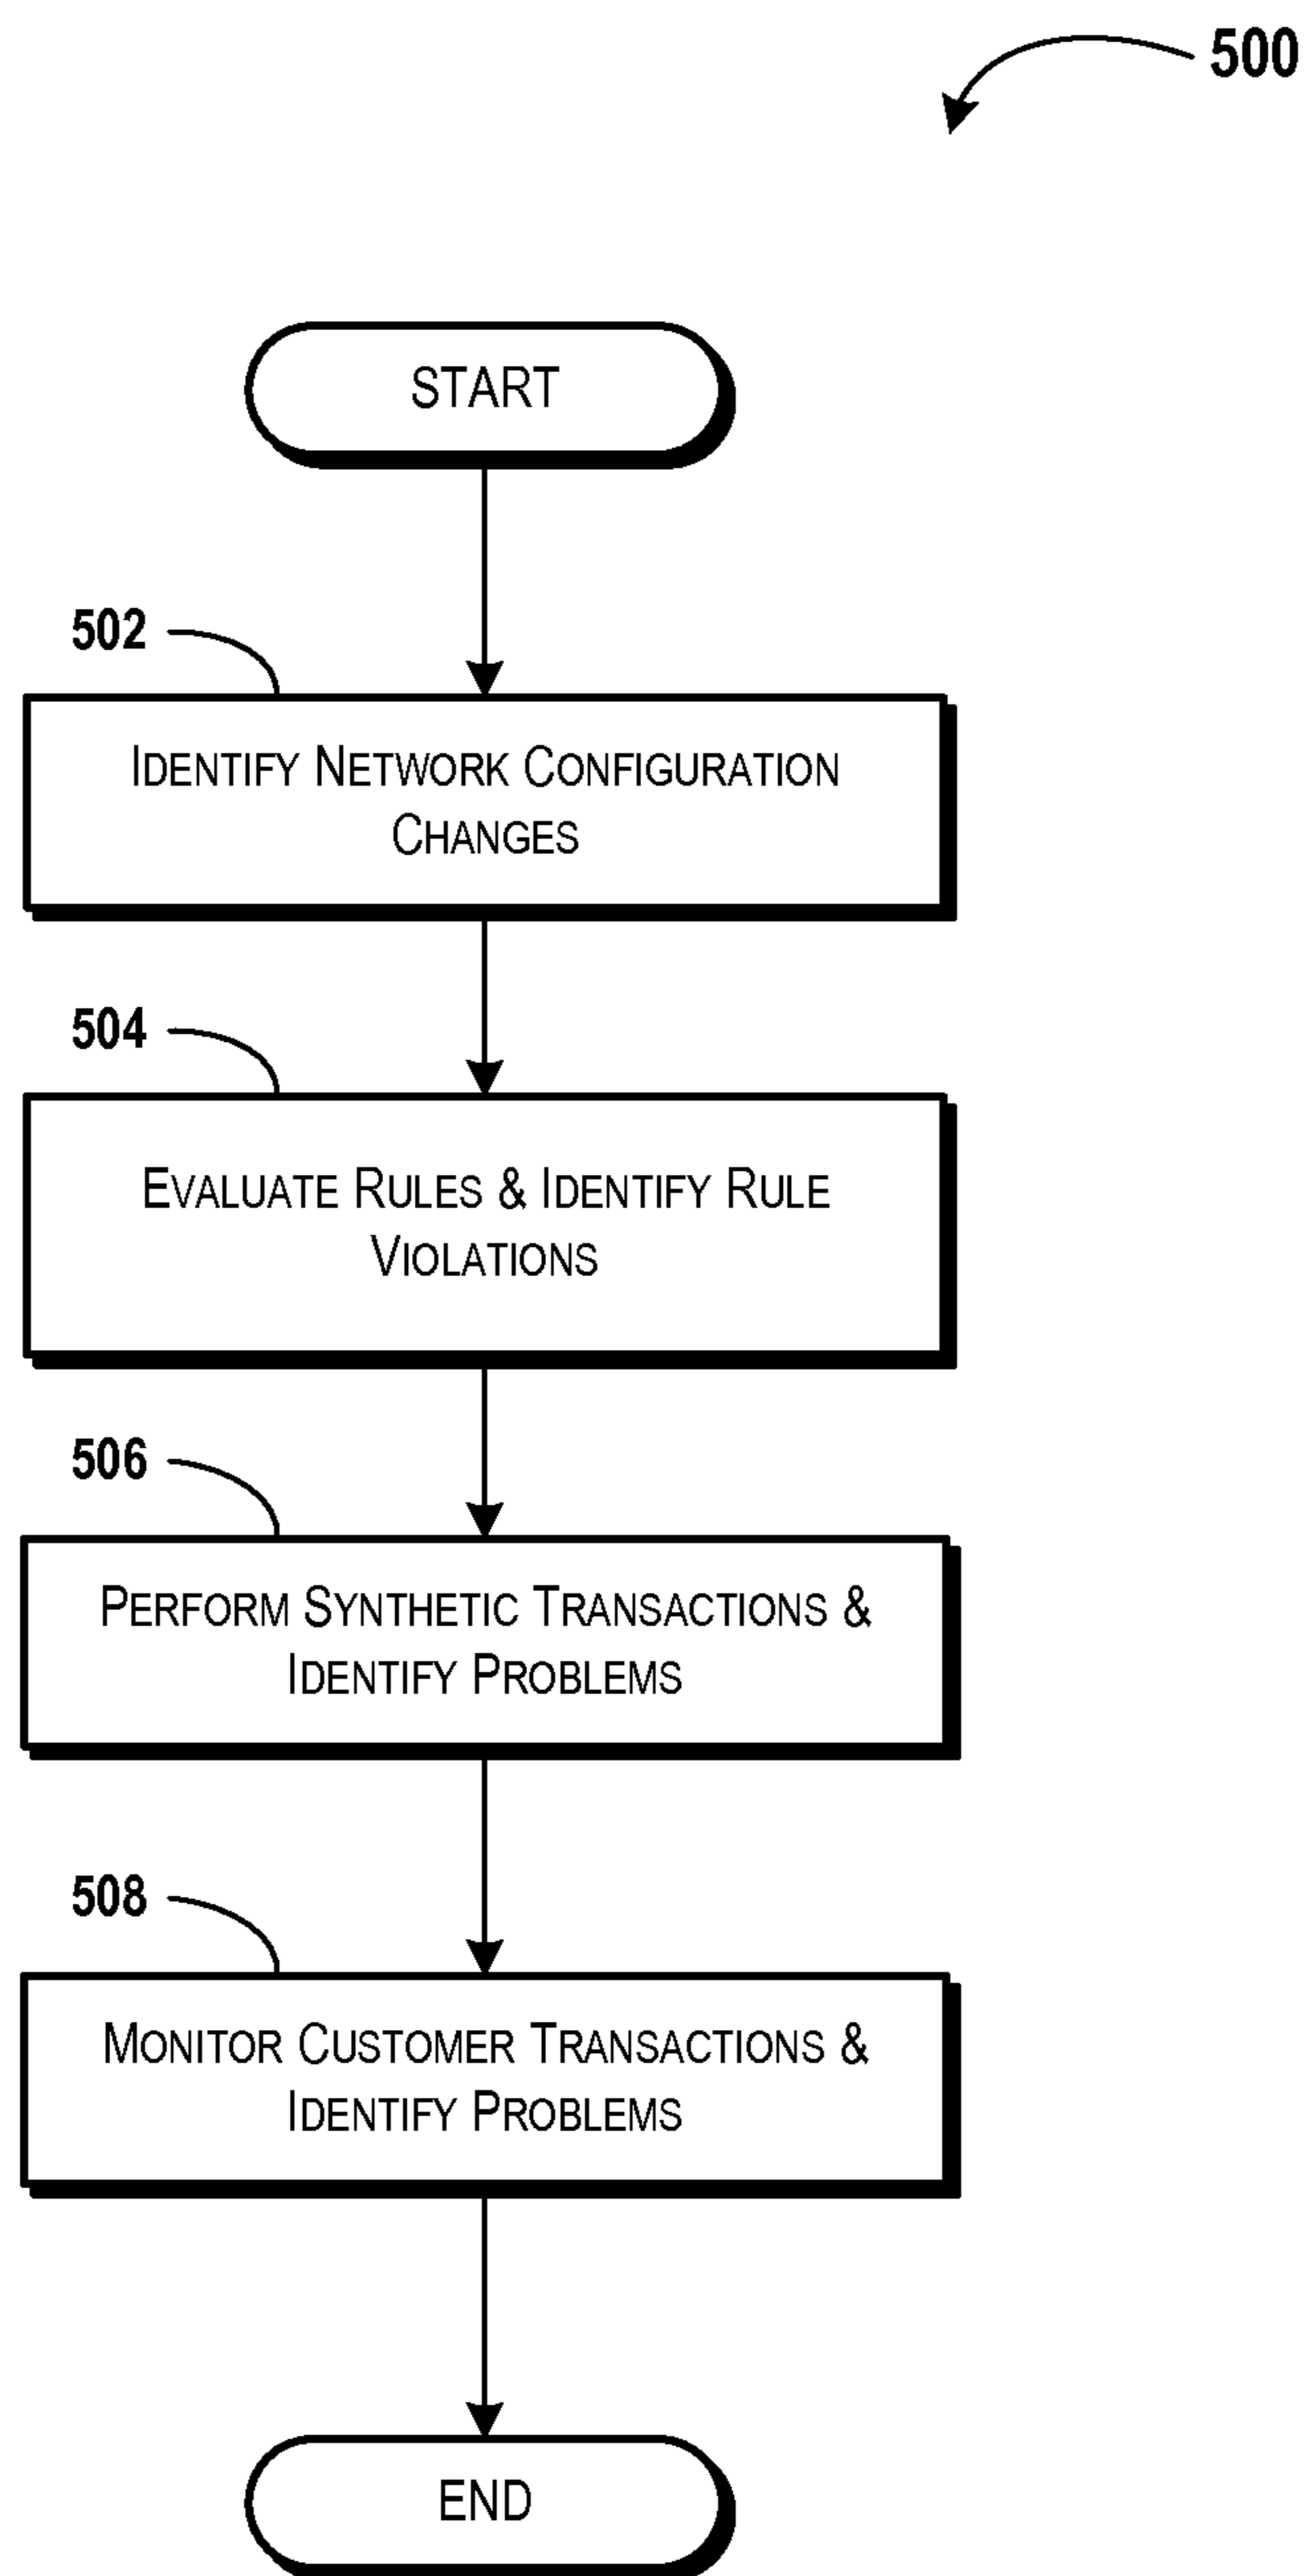 500
START
502
IDENTIFY NETWORK CONFIGURATION
CHANGES
504
EVALUATE RULES & IDENTIFY RULE
VIOLATIONS
506
PERFORM SYNTHETIC TRANSACTIONS &
IDENTIFY PROBLEMS
508
MONITOR CUSTOMER TRANSACTIONS &
IDENTIFY PROBLEMS
END